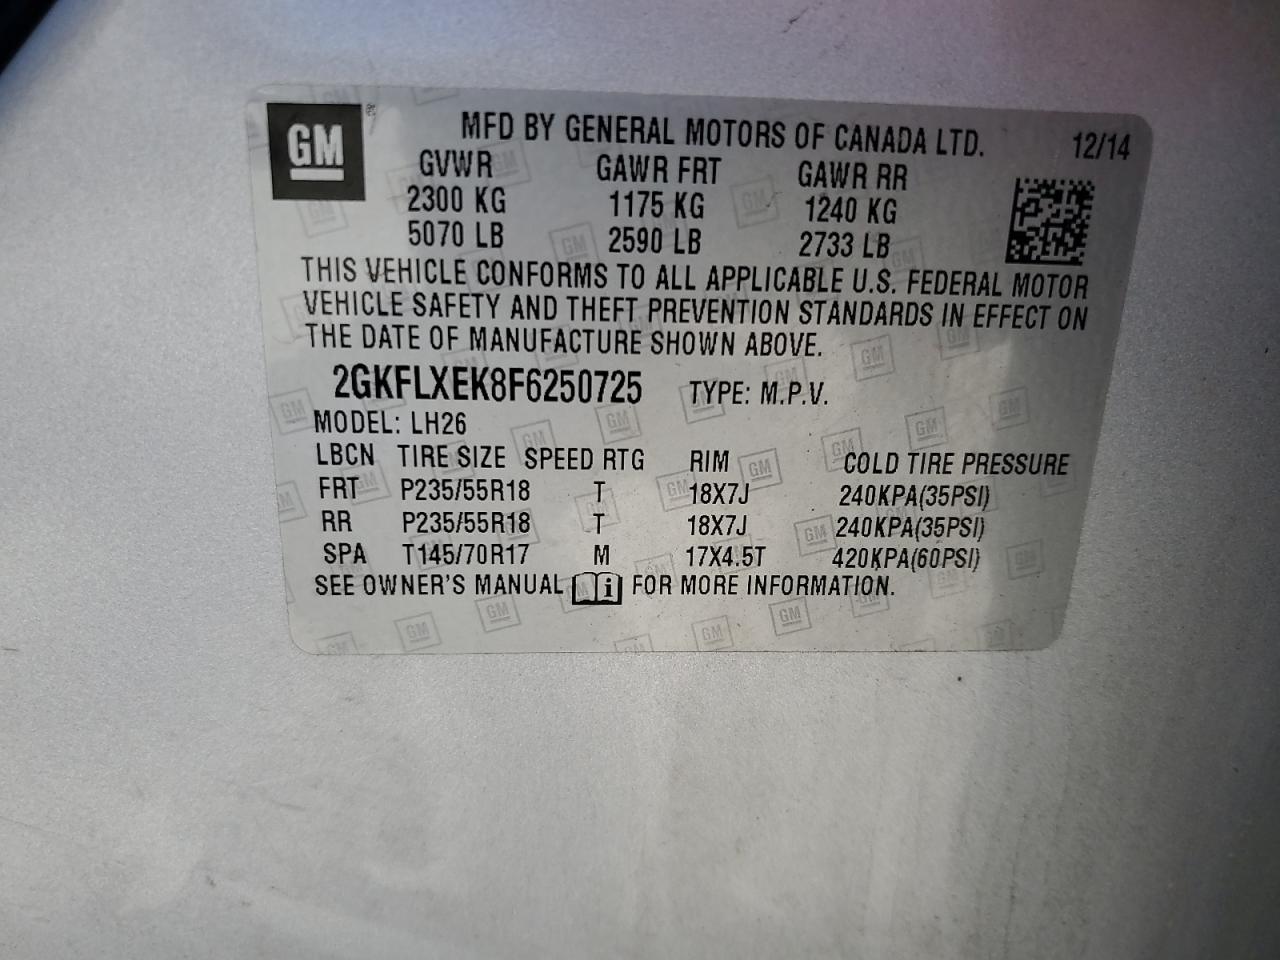 GM
MFD BY GENERAL MOTORS OF CANADA LTD. 12/14
GVWR GAWR FRT GAWR RR
2300 KG 1175 KG 1240 KG
5070 LB 2590 LB 2733 LB
THIS VEHICLE CONFORMS TO ALL APPLICABLE U.S. FEDERAL MOTOR
VEHICLE SAFETY AND THEFT PREVENTION STANDARDS IN EFFECT ON
THE DATE OF MANUFACTURE SHOWN ABOVE.
2GKFLXEK8F6250725 TYPE: M.P.V.
MODEL: LH26
LBCN TIRE SIZE SPEED RTG RIM COLD TIRE PRESSURE
FRT P235/55R18 T 18X7J 240KPA(35PSI)
RR P235/55R18 T 18X7J 240KPA(35PSI)
SPA T145/70R17 M 17X4.5T 420KPA(60PSI)
SEE OWNER'S MANUAL i FOR MORE INFORMATION.